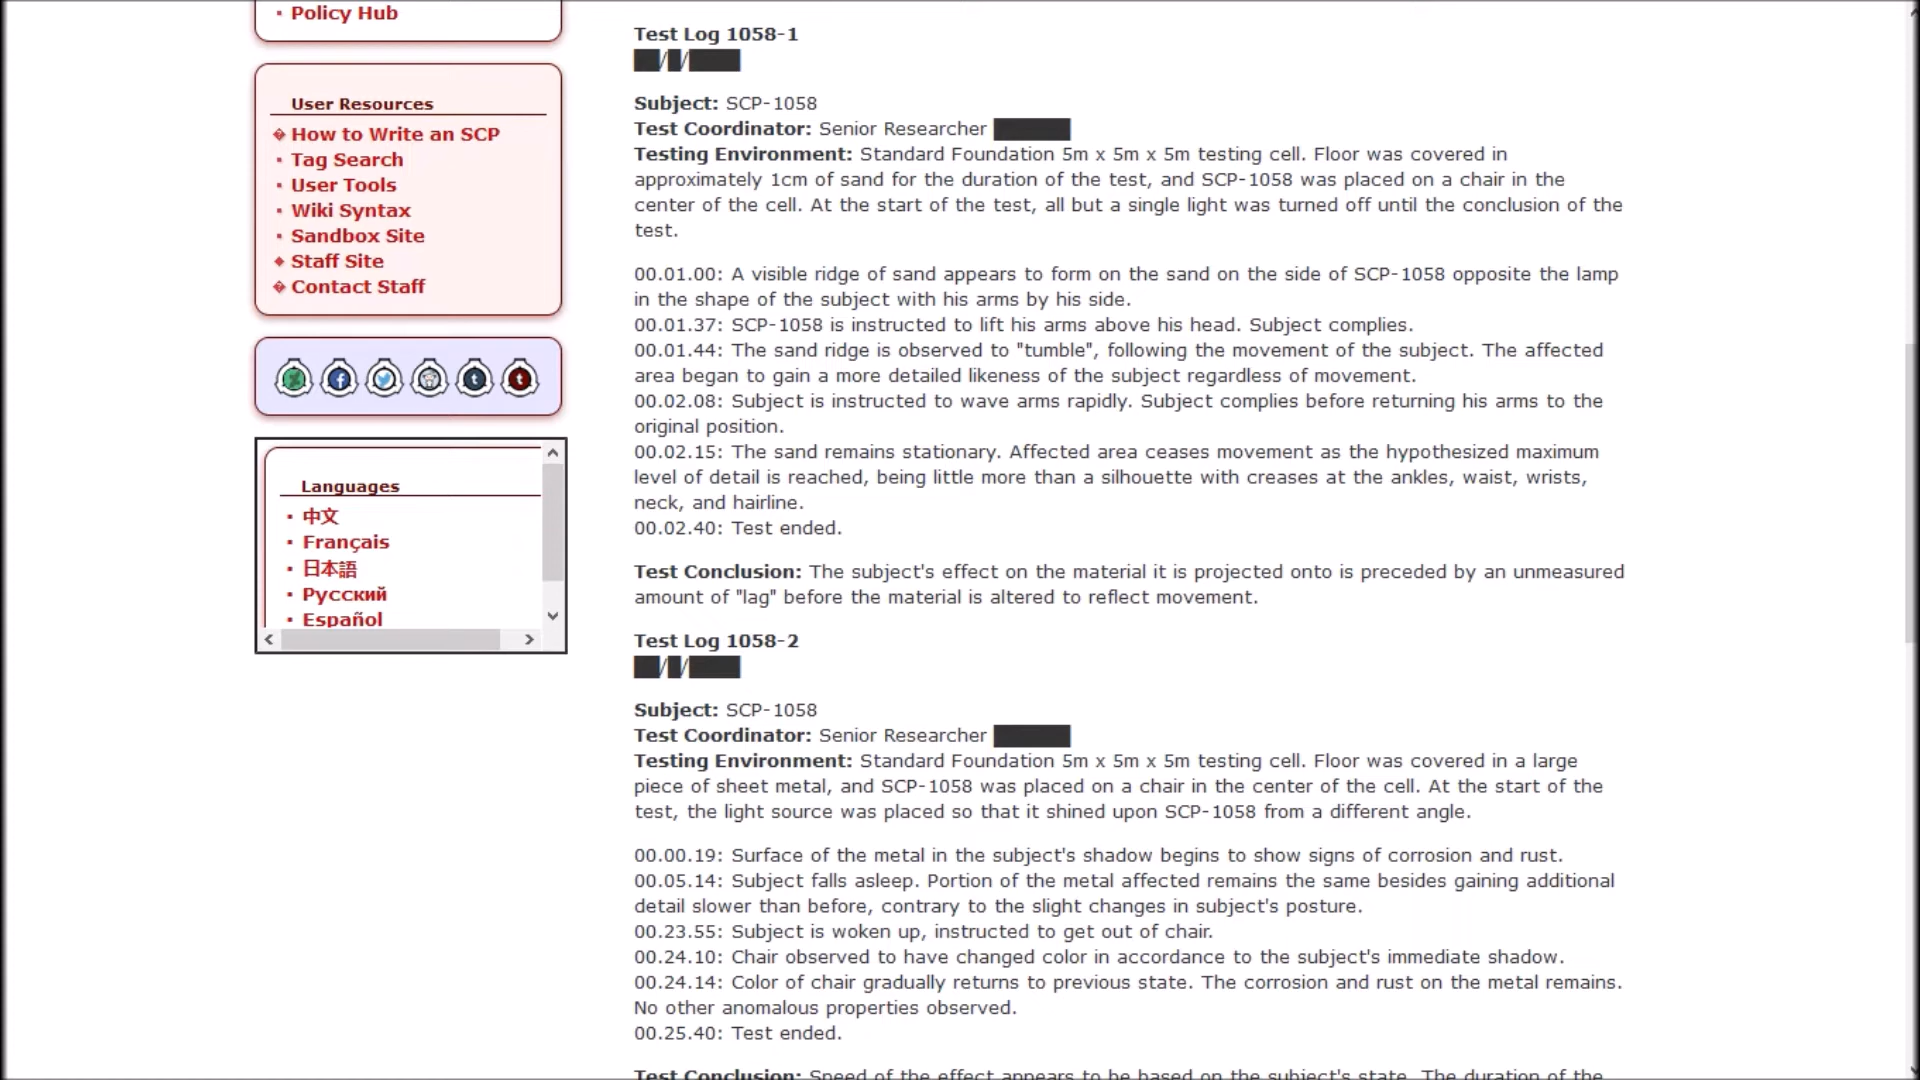 Policy Hub
User Resources
How to Write an SCP
Tag Search
User Tools
Wiki Syntax
Sandbox Site
Staff Site
Contact Staff
Languages
中文
Français
日本語
Русский
Español
Test Log 1058-1
██/█/████
Subject: SCP-1058
Test Coordinator: Senior Researcher ██████
Testing Environment: Standard Foundation 5m x 5m x 5m testing cell. Floor was covered in
approximately 1cm of sand for the duration of the test, and SCP-1058 was placed on a chair in the
center of the cell. At the start of the test, all but a single light was turned off until the conclusion of the
test.
00.01.00: A visible ridge of sand appears to form on the sand on the side of SCP-1058 opposite the lamp
in the shape of the subject with his arms by his side.
00.01.37: SCP-1058 is instructed to lift his arms above his head. Subject complies.
00.01.44: The sand ridge is observed to "tumble", following the movement of the subject. The affected
area began to gain a more detailed likeness of the subject regardless of movement.
00.02.08: Subject is instructed to wave arms rapidly. Subject complies before returning his arms to the
original position.
00.02.15: The sand remains stationary. Affected area ceases movement as the hypothesized maximum
level of detail is reached, being little more than a silhouette with creases at the ankles, waist, wrists,
neck, and hairline.
00.02.40: Test ended.
Test Conclusion: The subject's effect on the material it is projected onto is preceded by an unmeasured
amount of "lag" before the material is altered to reflect movement.
Test Log 1058-2
██/█/████
Subject: SCP-1058
Test Coordinator: Senior Researcher ██████
Testing Environment: Standard Foundation 5m x 5m x 5m testing cell. Floor was covered in a large
piece of sheet metal, and SCP-1058 was placed on a chair in the center of the cell. At the start of the
test, the light source was placed so that it shined upon SCP-1058 from a different angle.
00.00.19: Surface of the metal in the subject's shadow begins to show signs of corrosion and rust.
00.05.14: Subject falls asleep. Portion of the metal affected remains the same besides gaining additional
detail slower than before, contrary to the slight changes in subject's posture.
00.23.55: Subject is woken up, instructed to get out of chair.
00.24.10: Chair observed to have changed color in accordance to the subject's immediate shadow.
00.24.14: Color of chair gradually returns to previous state. The corrosion and rust on the metal remains.
No other anomalous properties observed.
00.25.40: Test ended.
Test Conclusion: Speed of the effect appears to be based on the subject's state. The duration of the